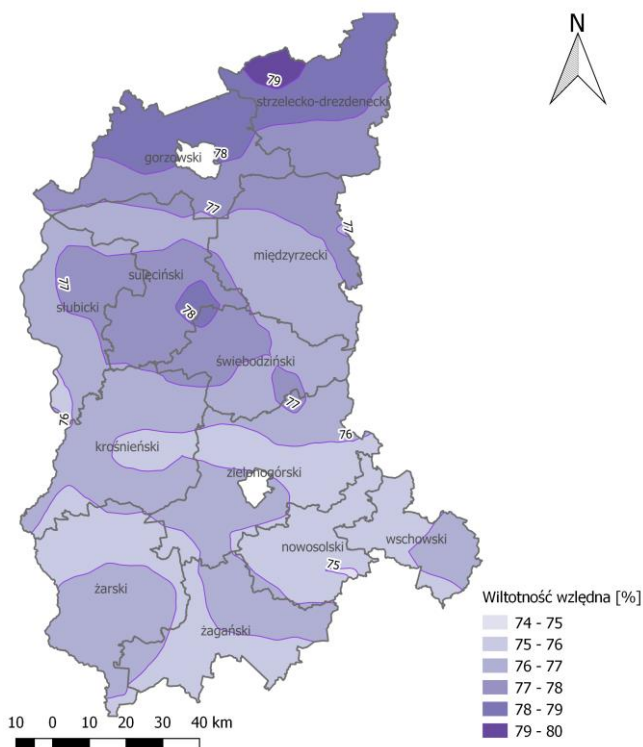 N
79
strzelecko-drezdenecki
gorzowski
78
77
77
międzyrzecki
sulęciński
77
słubicki
78
świebodziński
77
76
76
krośnieński
zielonogórski
nowosolski
wschowski
75
żarski
żagański
Wiltotność wzlędna [%]
74 - 75
75 - 76
76 - 77
77 - 78
78 - 79
79 - 80
10 0 10 20 30 40 km